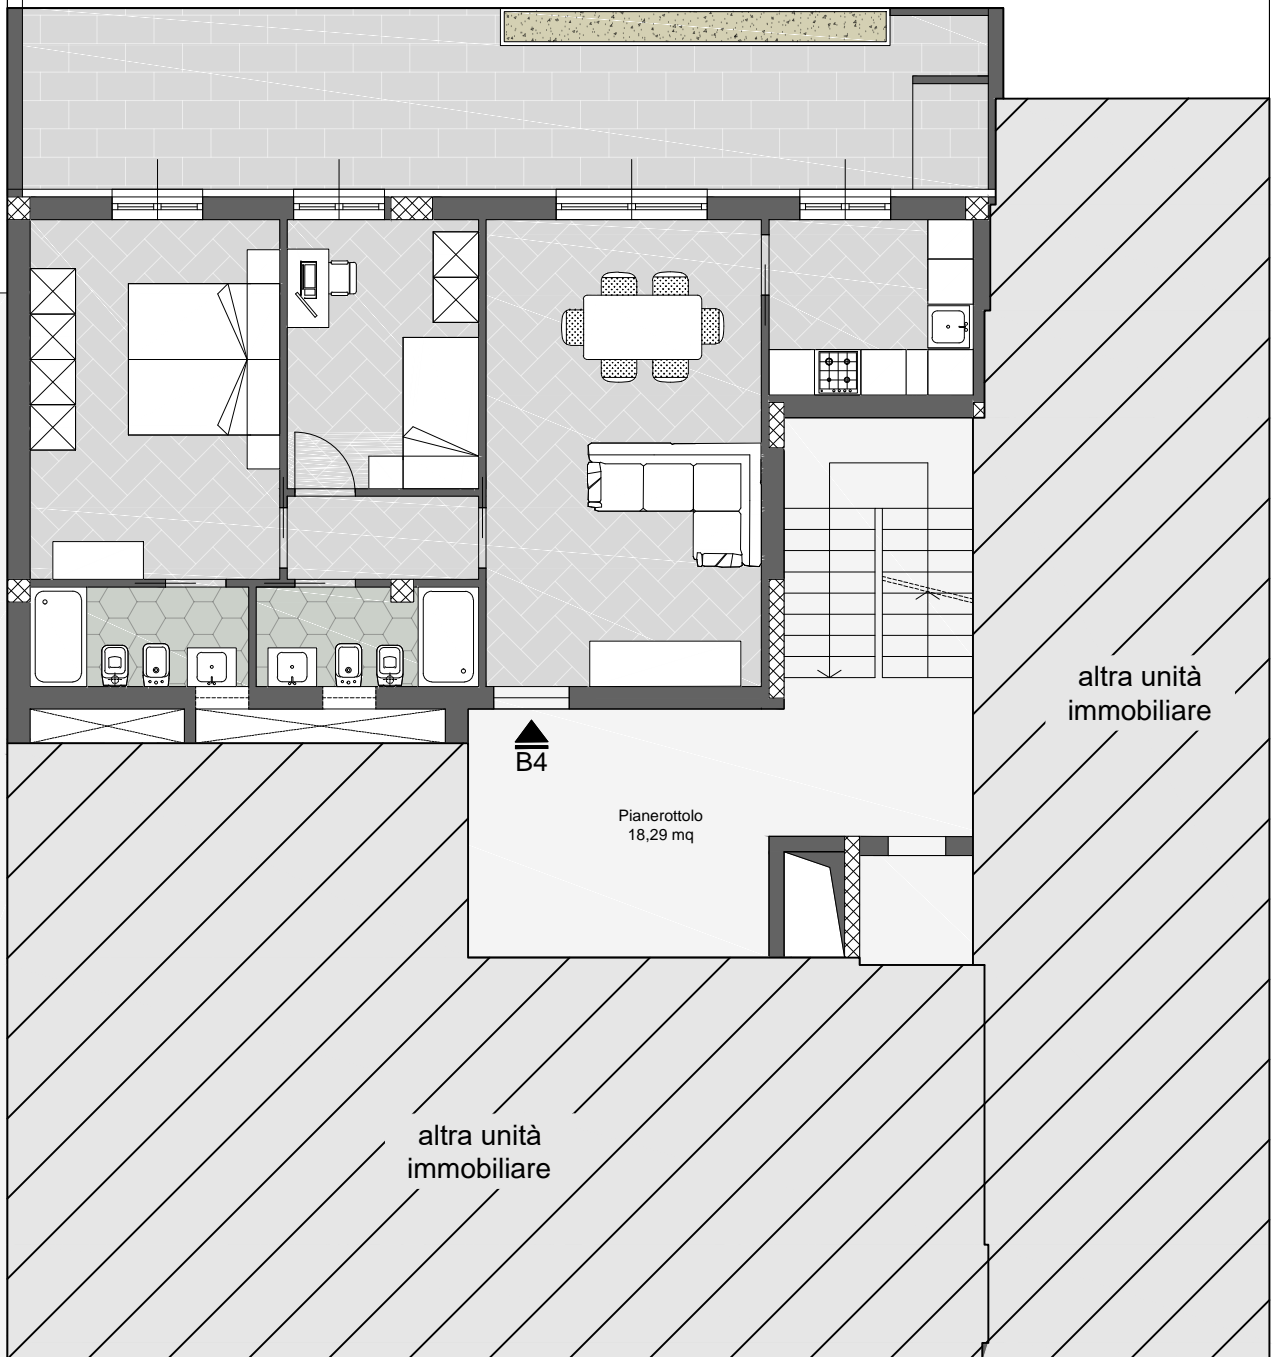 altra unità
immobiliare
B4
Pianerottolo
18,29 mq
altra unità
immobiliare